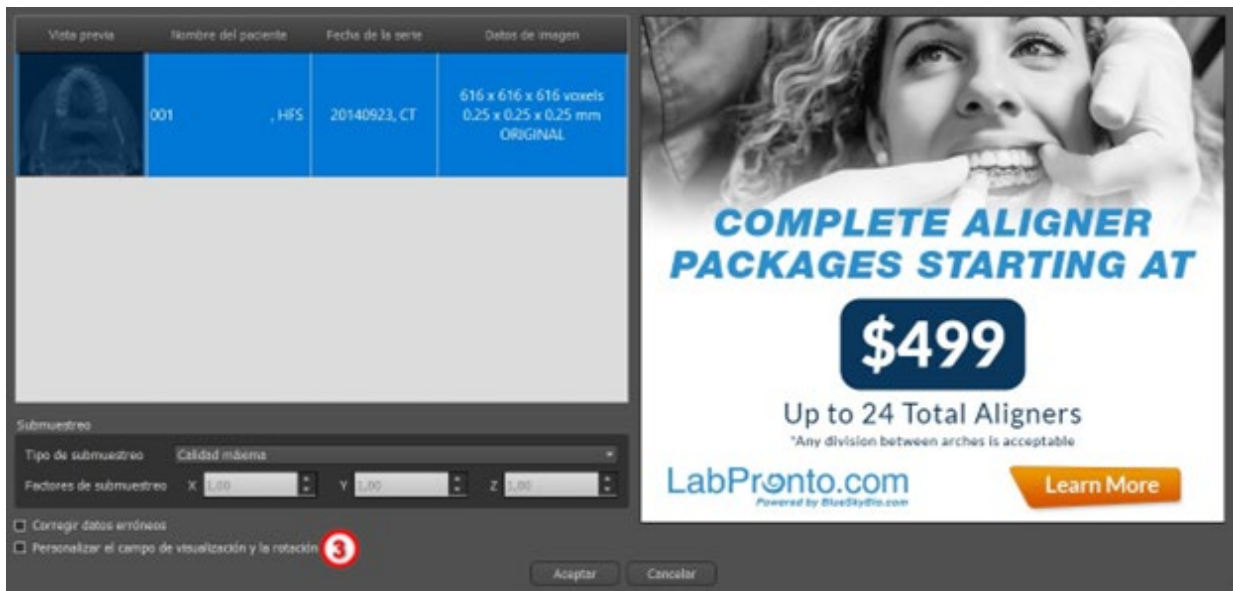 Vista previa Nombre del paciente Fecha de la serie Datos de imagen
001 , HFS 20140923, CT 616 x 616 x 616 voxels
0.25 x 0.25 x 0.25 mm
ORIGINAL
Submuestreo
Tipo de submuestreo Calidad máxima
Factores de submuestreo X 1,00 Y 1,00 Z 1,00
Corregir datos erróneos
Personalizar el campo de visualización y la rotación 3
Aceptar Cancelar
COMPLETE ALIGNER
PACKAGES STARTING AT
$499
Up to 24 Total Aligners
*Any division between arches is acceptable
LabPronto.com
Powered by BlueSkyBio.com
Learn More